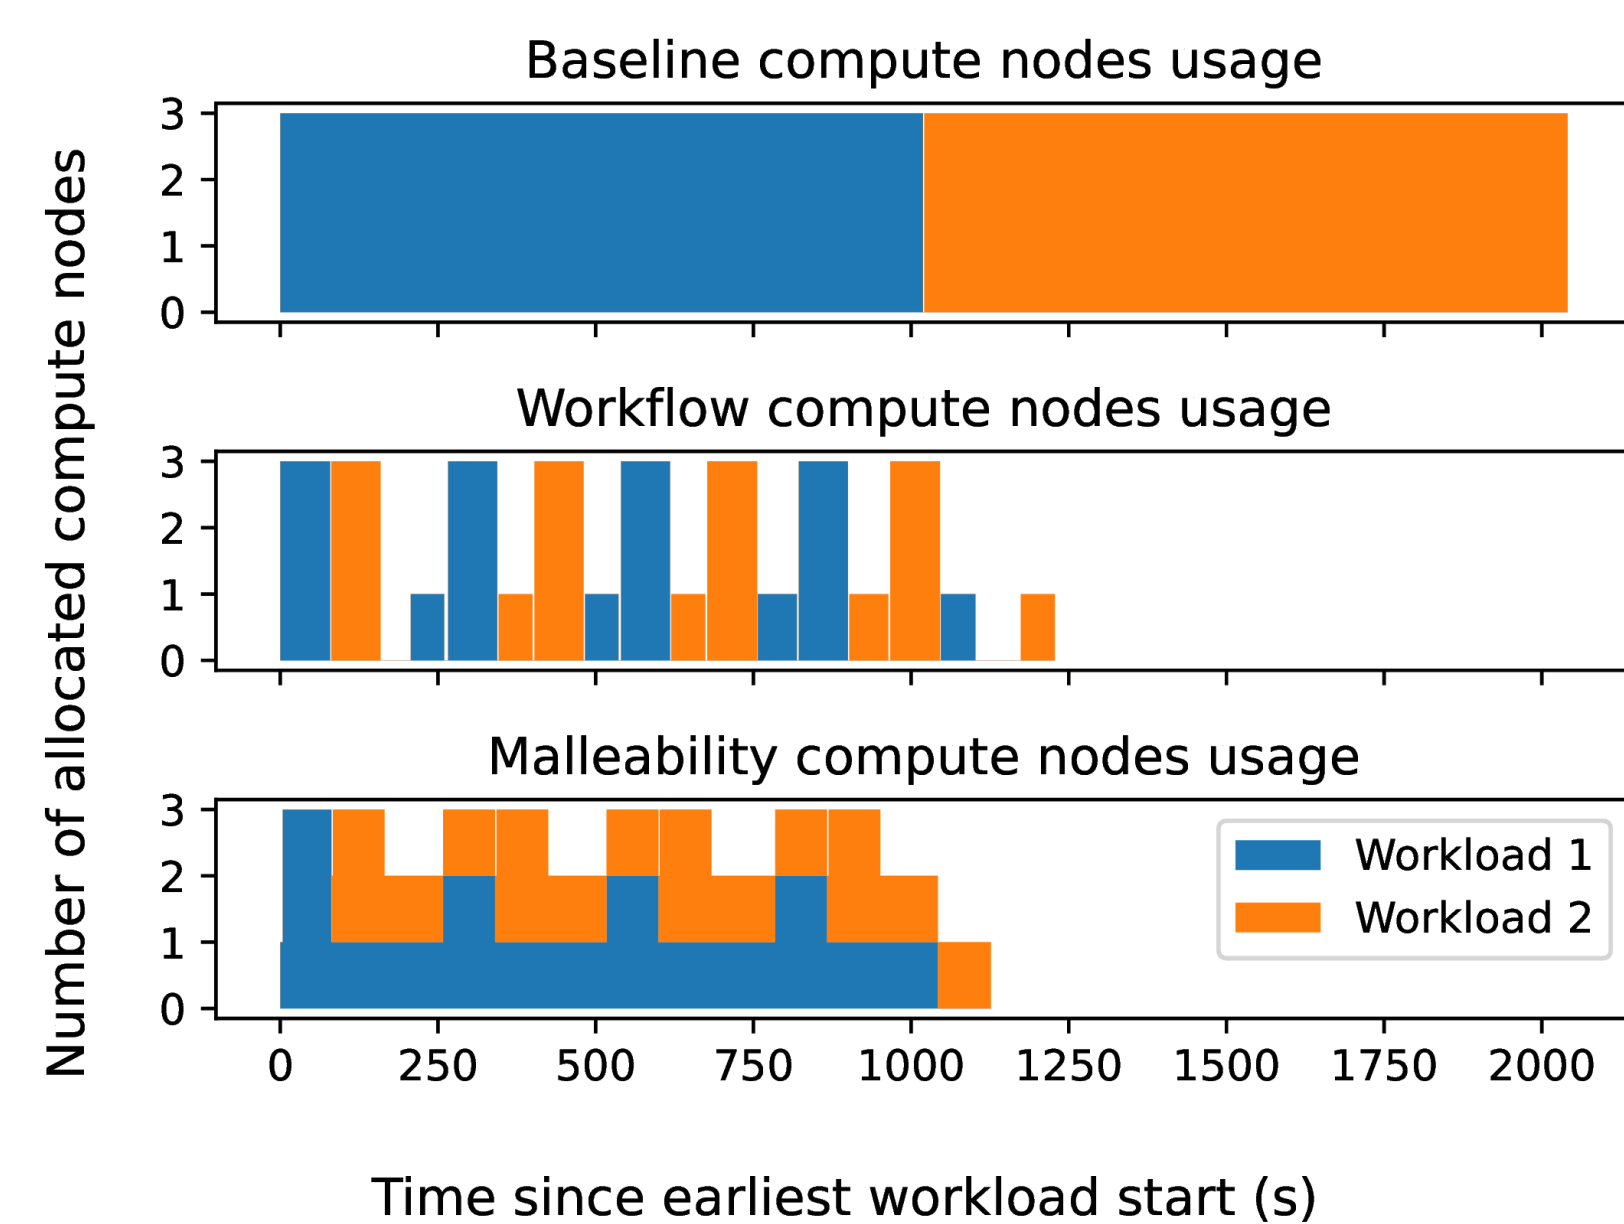 Baseline compute nodes usage
3
2
1
0
Workflow compute nodes usage
3
2
1
0
Malleability compute nodes usage
3
2
1
0
Workload 1
Workload 2
0 250 500 750 1000 1250 1500 1750 2000
Time since earliest workload start (s)
Number of allocated compute nodes